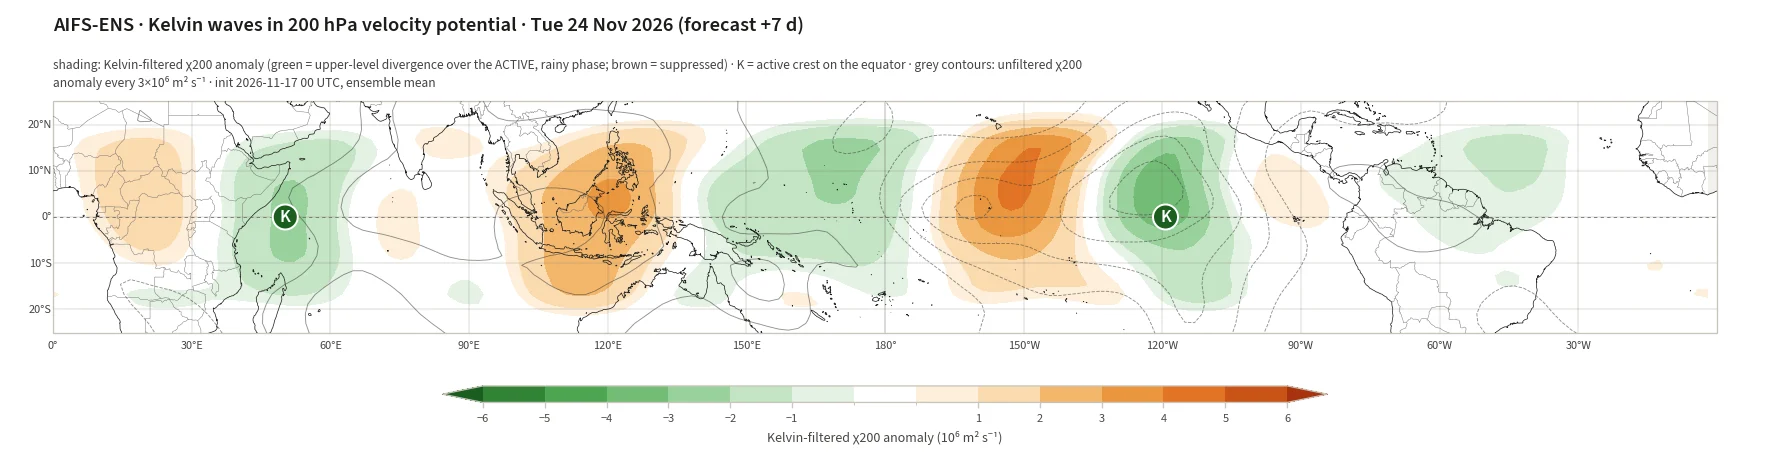 AIFS-ENS · Kelvin waves in 200 hPa velocity potential · Tue 24 Nov 2026 (forecast +7 d)
shading: Kelvin-filtered χ200 anomaly (green = upper-level divergence over the ACTIVE, rainy phase; brown = suppressed) · K = active crest on the equator · grey contours: unfiltered χ200
anomaly every 3×10⁶ m² s⁻¹ · init 2026-11-17 00 UTC, ensemble mean
20°N
10°N
0°
10°S
20°S
K
K
0° 30°E 60°E 90°E 120°E 150°E 180° 150°W 120°W 90°W 60°W 30°W
−6 −5 −4 −3 −2 −1 1 2 3 4 5 6
Kelvin-filtered χ200 anomaly (10⁶ m² s⁻¹)